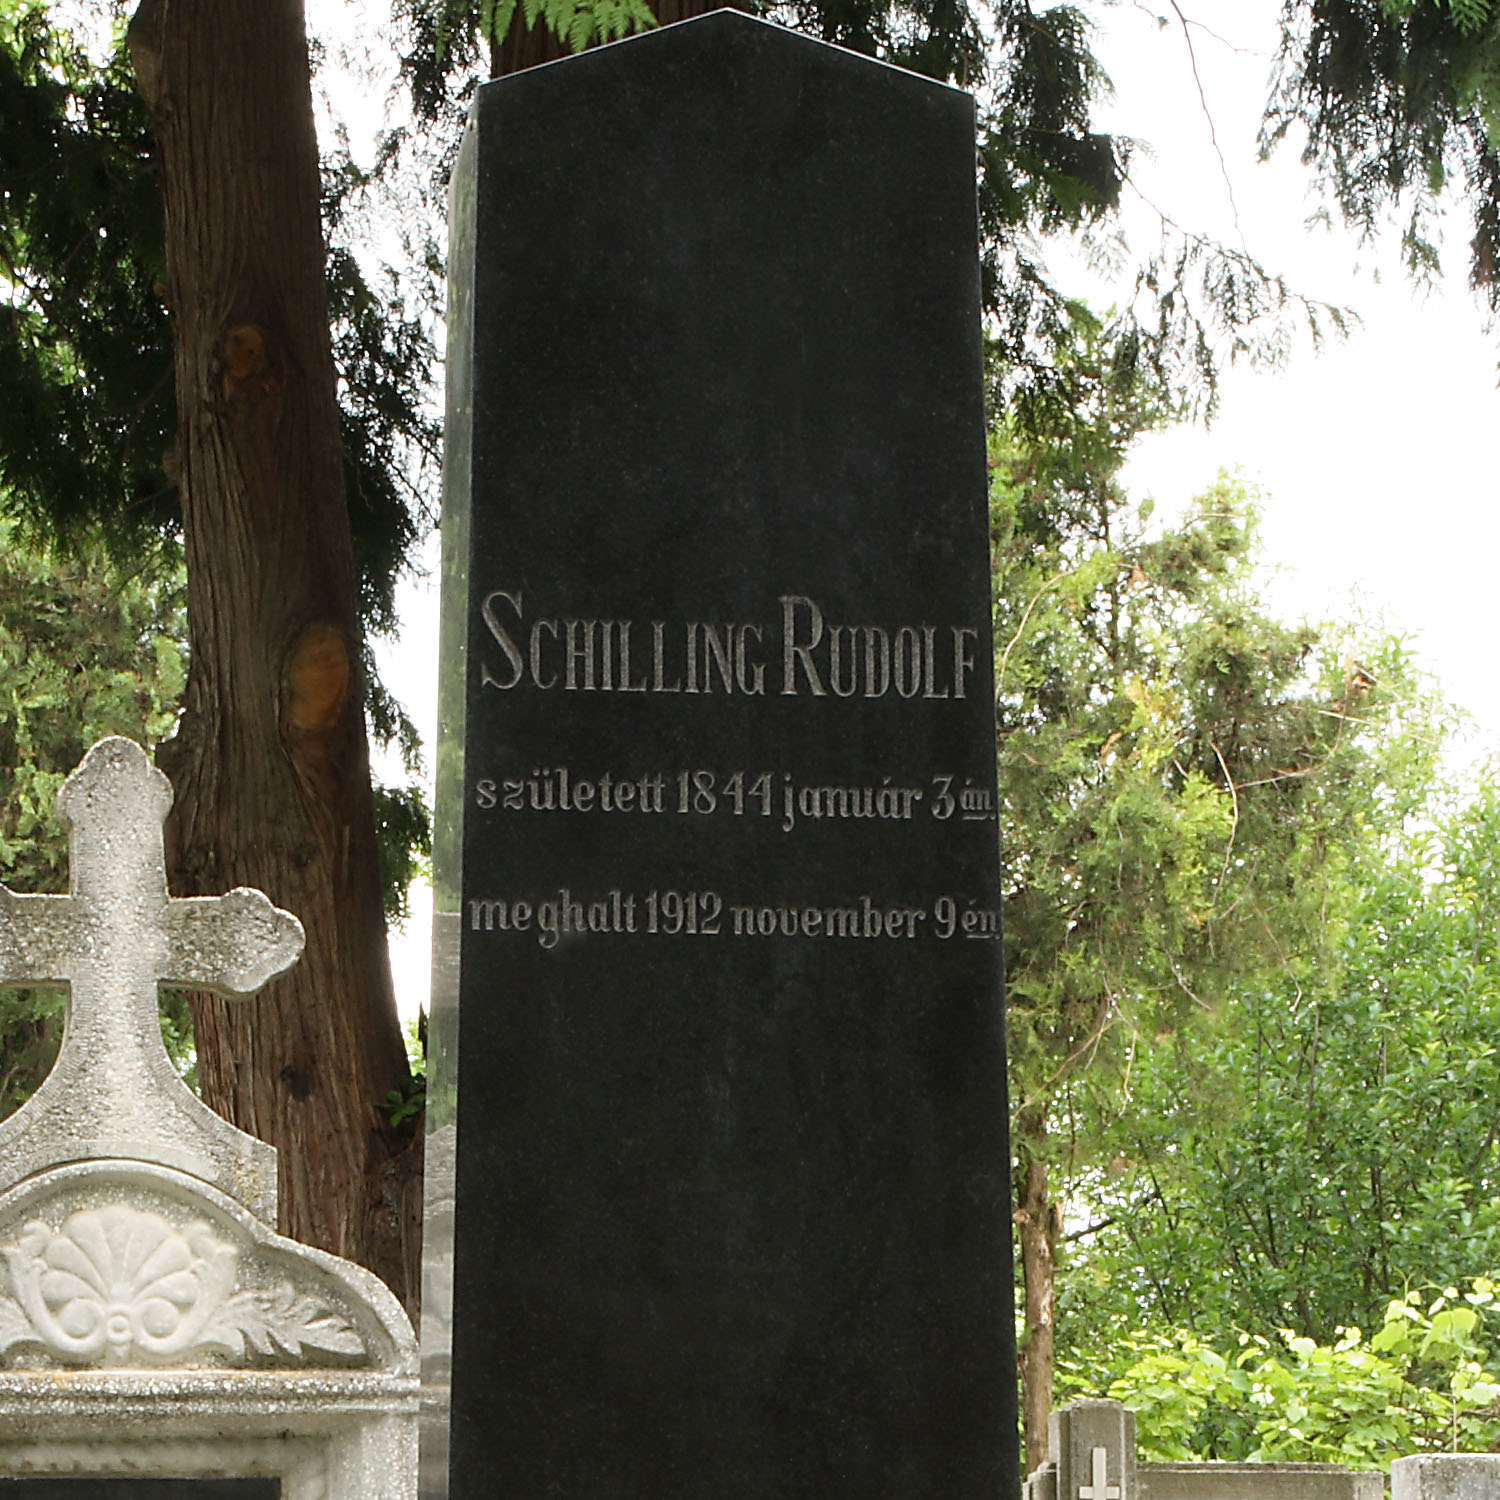 SCHILLING RUDOLF
született 1844 január 3án.
meghalt 1912 november 9én.